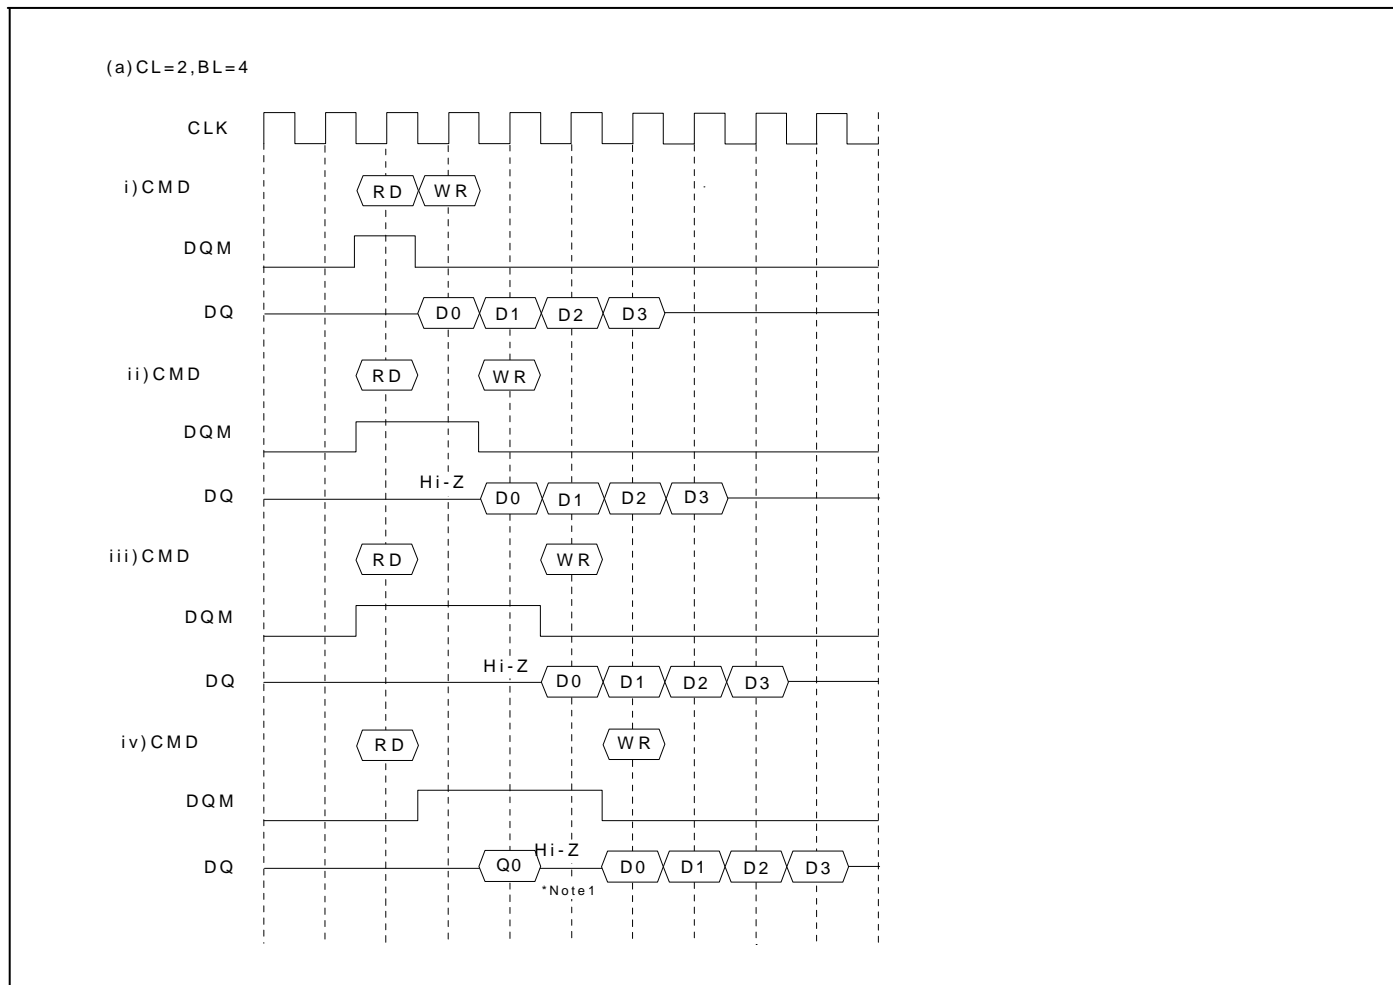 (a)CL=2,BL=4
CLK
i)CMD RD WR
DQM
DQ D0 D1 D2 D3
ii)CMD RD WR
DQM
Hi-Z
DQ D0 D1 D2 D3
iii)CMD RD WR
DQM
Hi-Z
DQ D0 D1 D2 D3
iv)CMD RD WR
DQM
Hi-Z
DQ Q0 D0 D1 D2 D3
*Note1